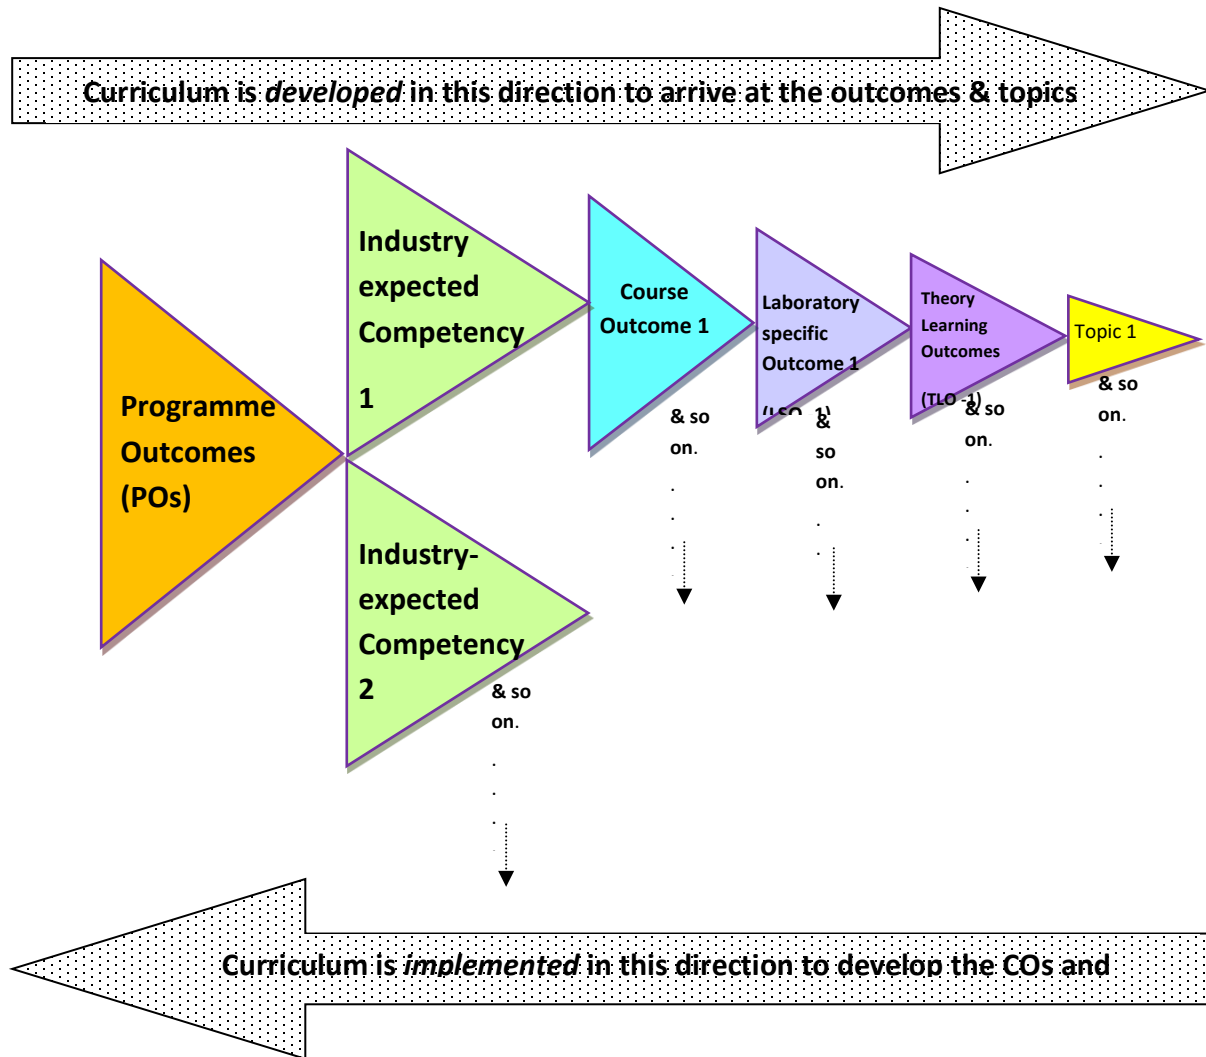 Curriculum is developed in this direction to arrive at the outcomes & topics
Industry
expected
Competency
1
Course
Outcome 1
Laboratory
specific
Outcome 1
(LSO -1)
Theory
Learning
Outcomes
(TLO -1)
Topic 1
& so
on.
& so
on.
&
so
on.
& so
on.
Programme
Outcomes
(POs)
Industry-
expected
Competency
2
& so
on.
Curriculum is implemented in this direction to develop the COs and